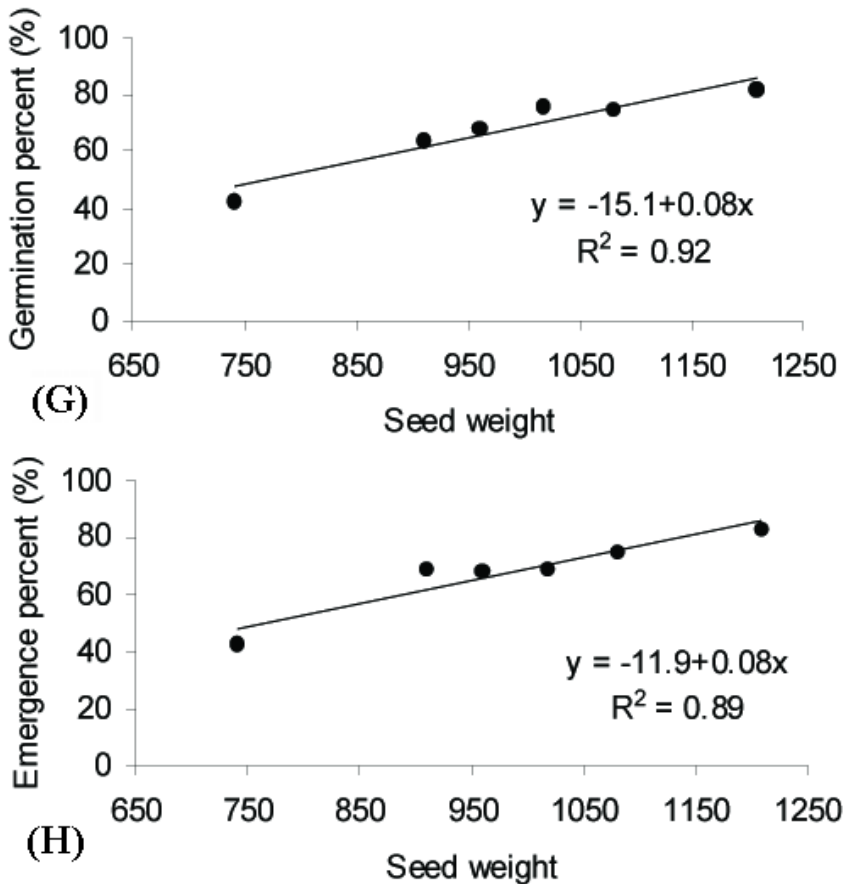 Germination percent (%)
100
80
60
40
20
0
y = -15.1+0.08x
R² = 0.92
650 750 850 950 1050 1150 1250
(G)
Seed weight
Emergence percent (%)
100
80
60
40
20
0
y = -11.9+0.08x
R² = 0.89
650 750 850 950 1050 1150 1250
(H)
Seed weight